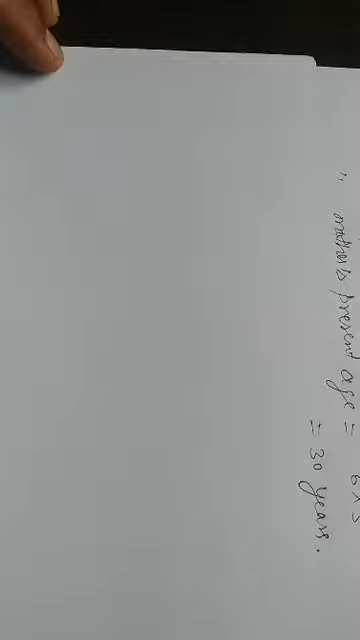 ∴ mother's present age = 6 × 5
= 30 years.